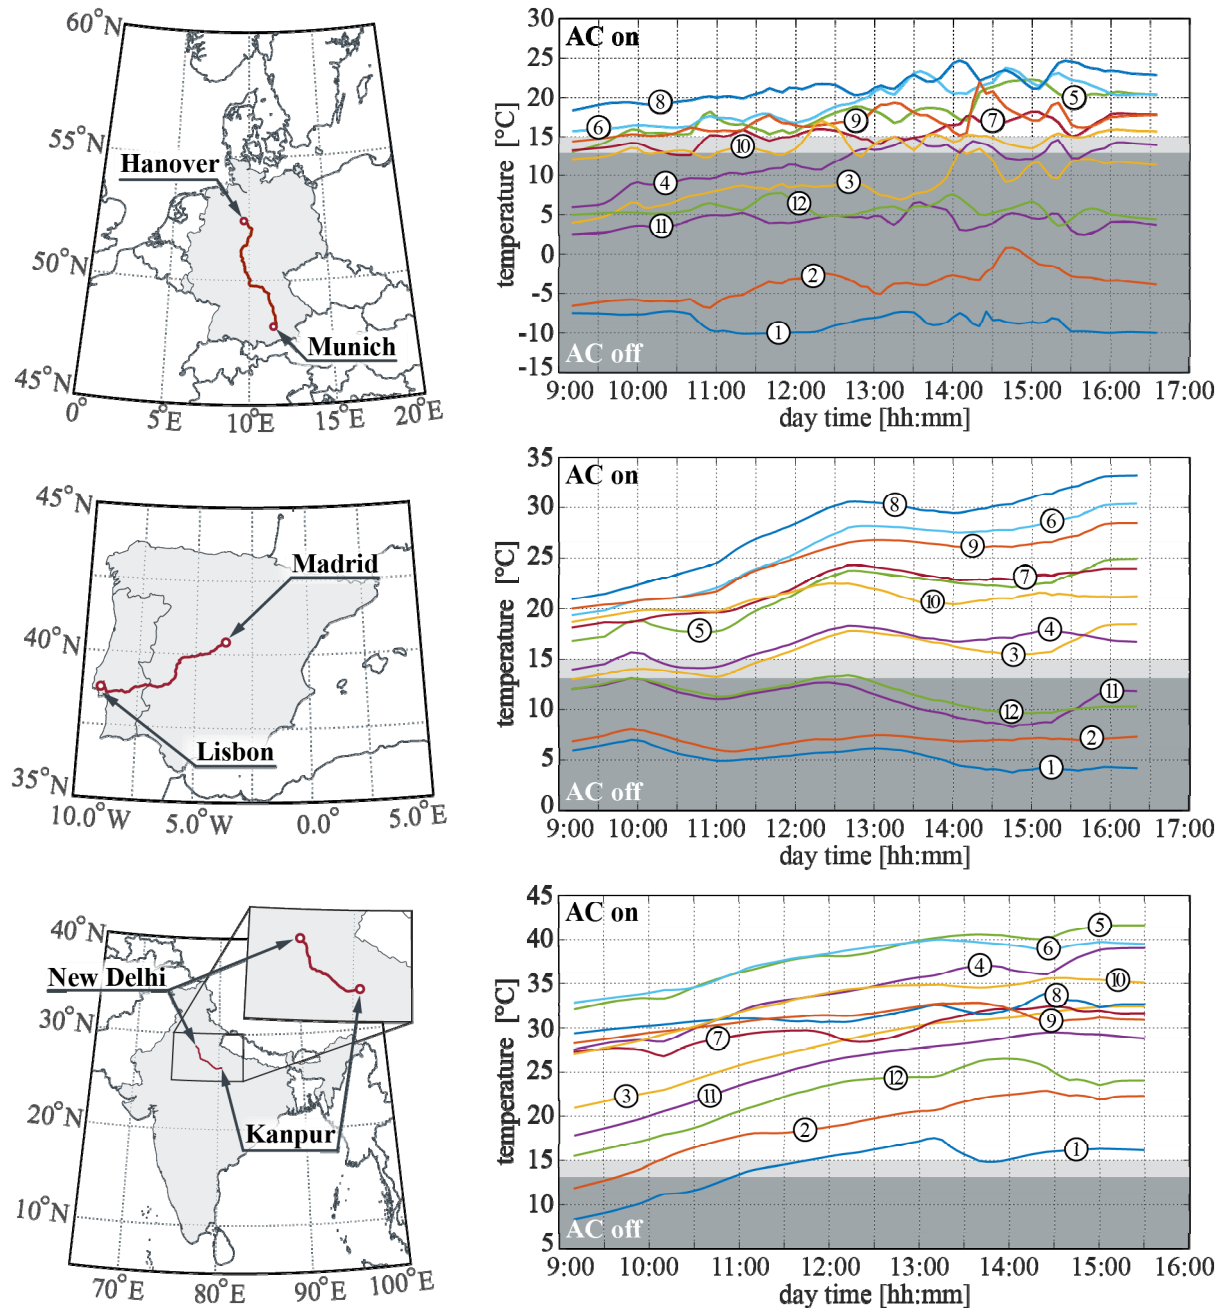 60°N
55°N
50°N
45°N
0°
5°E
10°E
15°E
20°E
Hanover
Munich
30
25
20
15
10
5
0
-5
-10
-15
temperature [°C]
AC on
AC off
8
6
5
9
7
10
4
3
12
11
2
1
9:00 10:00 11:00 12:00 13:00 14:00 15:00 16:00 17:00
day time [hh:mm]
45°N
40°N
35°N
10.0°W
5.0°W
0.0°
5.0°E
Madrid
Lisbon
35
30
25
20
15
10
5
0
temperature [°C]
AC on
AC off
8
6
9
7
10
5
4
3
11
12
2
1
9:00 10:00 11:00 12:00 13:00 14:00 15:00 16:00 17:00
day time [hh:mm]
40°N
30°N
20°N
10°N
70°E
80°E
90°E
100°E
New Delhi
Kanpur
45
40
35
30
25
20
15
10
5
temperature [°C]
AC on
AC off
5
6
4
10
8
9
7
3
11
12
2
1
9:00 10:00 11:00 12:00 13:00 14:00 15:00 16:00
day time [hh:mm]